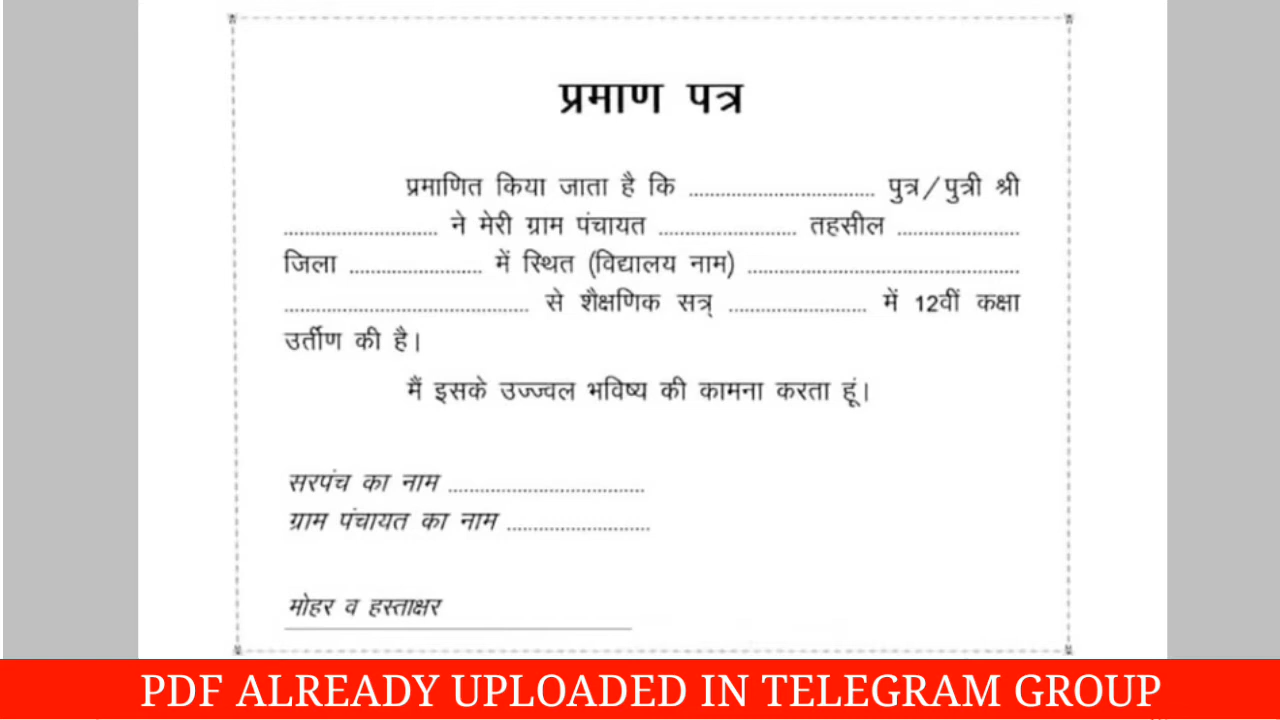 प्रमाण पत्र
प्रमाणित किया जाता है कि .................................. पुत्र/पुत्री श्री
............................ ने मेरी ग्राम पंचायत ......................... तहसील ......................
जिला ........................ में स्थित (विद्यालय नाम) .................................................
............................................ से शैक्षणिक सत्र् ......................... में 12वीं कक्षा
उर्तीण की है।
मैं इसके उज्ज्वल भविष्य की कामना करता हूं।
सरपंच का नाम ....................................
ग्राम पंचायत का नाम ..........................
मोहर व हस्ताक्षर
PDF ALREADY UPLOADED IN TELEGRAM GROUP